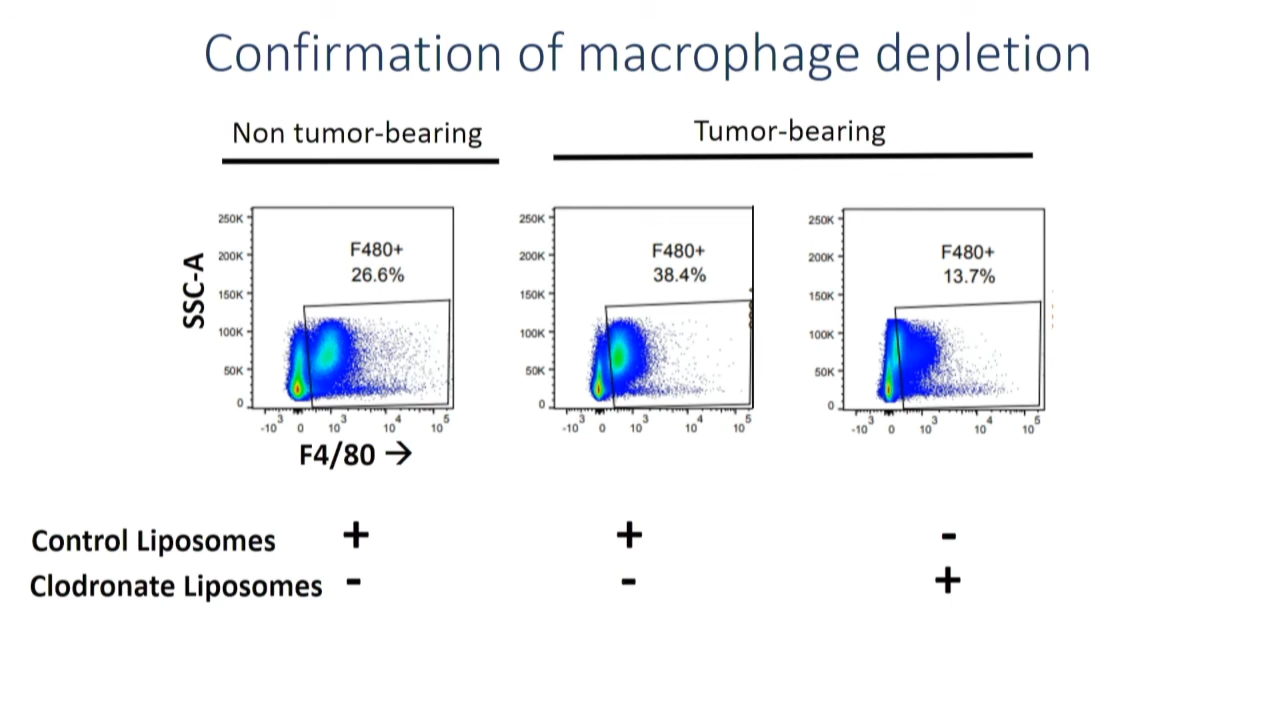 Confirmation of macrophage depletion
Non tumor-bearing
Tumor-bearing
SSC-A
250K
200K
150K
100K
50K
0
F480+
26.6%
-10³ 0 10³ 10⁴ 10⁵
F4/80 →
250K
200K
150K
100K
50K
0
F480+
38.4%
-10³ 0 10³ 10⁴ 10⁵
250K
200K
150K
100K
50K
0
F480+
13.7%
-10³ 0 10³ 10⁴ 10⁵
Control Liposomes + + -
Clodronate Liposomes - - +